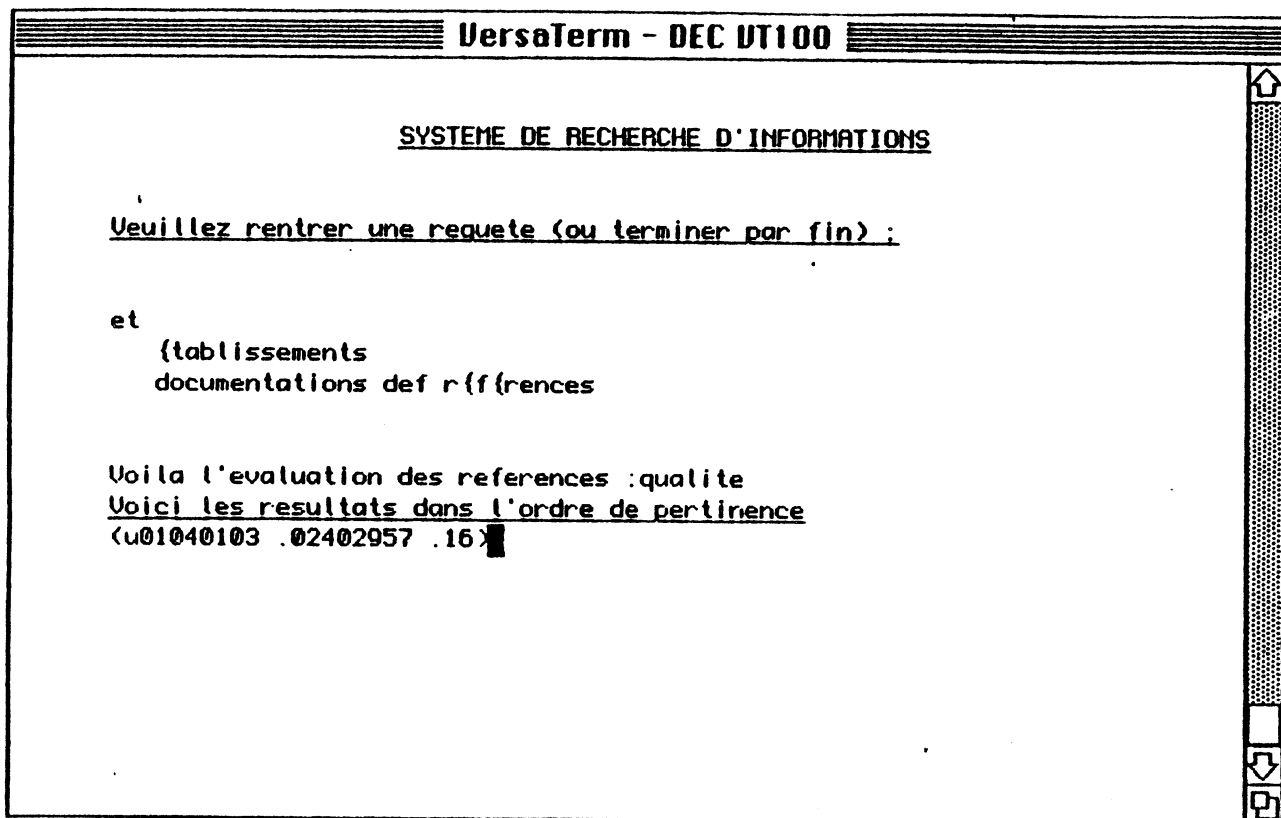 VersaTerm - DEC VT100
SYSTEME DE RECHERCHE D'INFORMATIONS
Veuillez rentrer une requete (ou terminer par fin) :
et
{tablissements
documentations def r{f{rences
Voila l'evaluation des references :qualite
Voici les resultats dans l'ordre de pertinence
(u01040103 .02402957 .16)